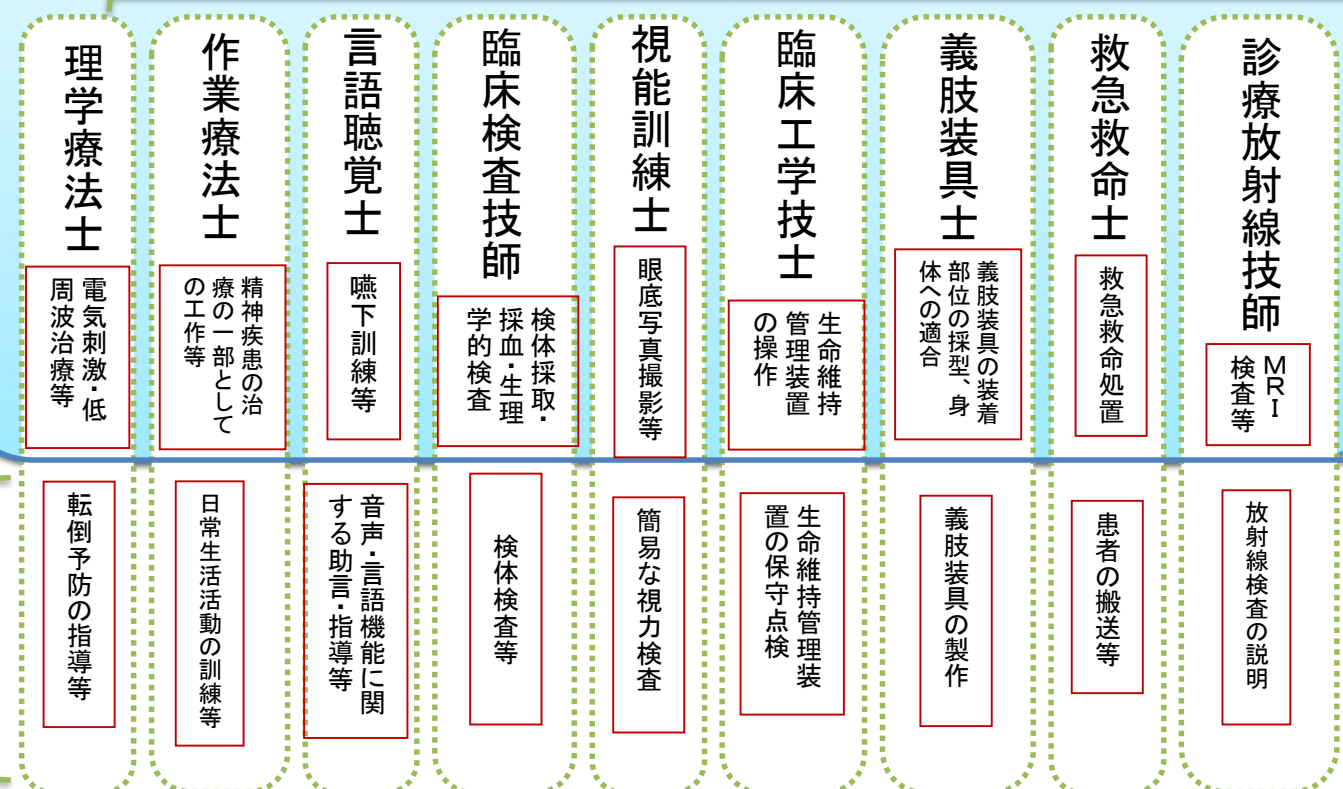 理学療法士
電気刺激・低
周波治療等
転倒予防の指導等
作業療法士
精神疾患の治
療の一部として
の工作等
日常生活活動の訓練等
言語聴覚士
嚥下訓練等
音声・言語機能に関
する助言・指導等
臨床検査技師
検体採取・
採血・生理
学的検査
検体検査等
視能訓練士
眼底写真撮影等
簡易な視力検査
臨床工学技士
生命維持
管理装置
の操作
生命維持管理装
置の保守点検
義肢装具士
義肢装具の装着
部位の採型、身
体への適合
義肢装具の製作
救急救命士
救急救命処置
患者の搬送等
診療放射線技師
ＭＲＩ
検査等
放射線検査の説明